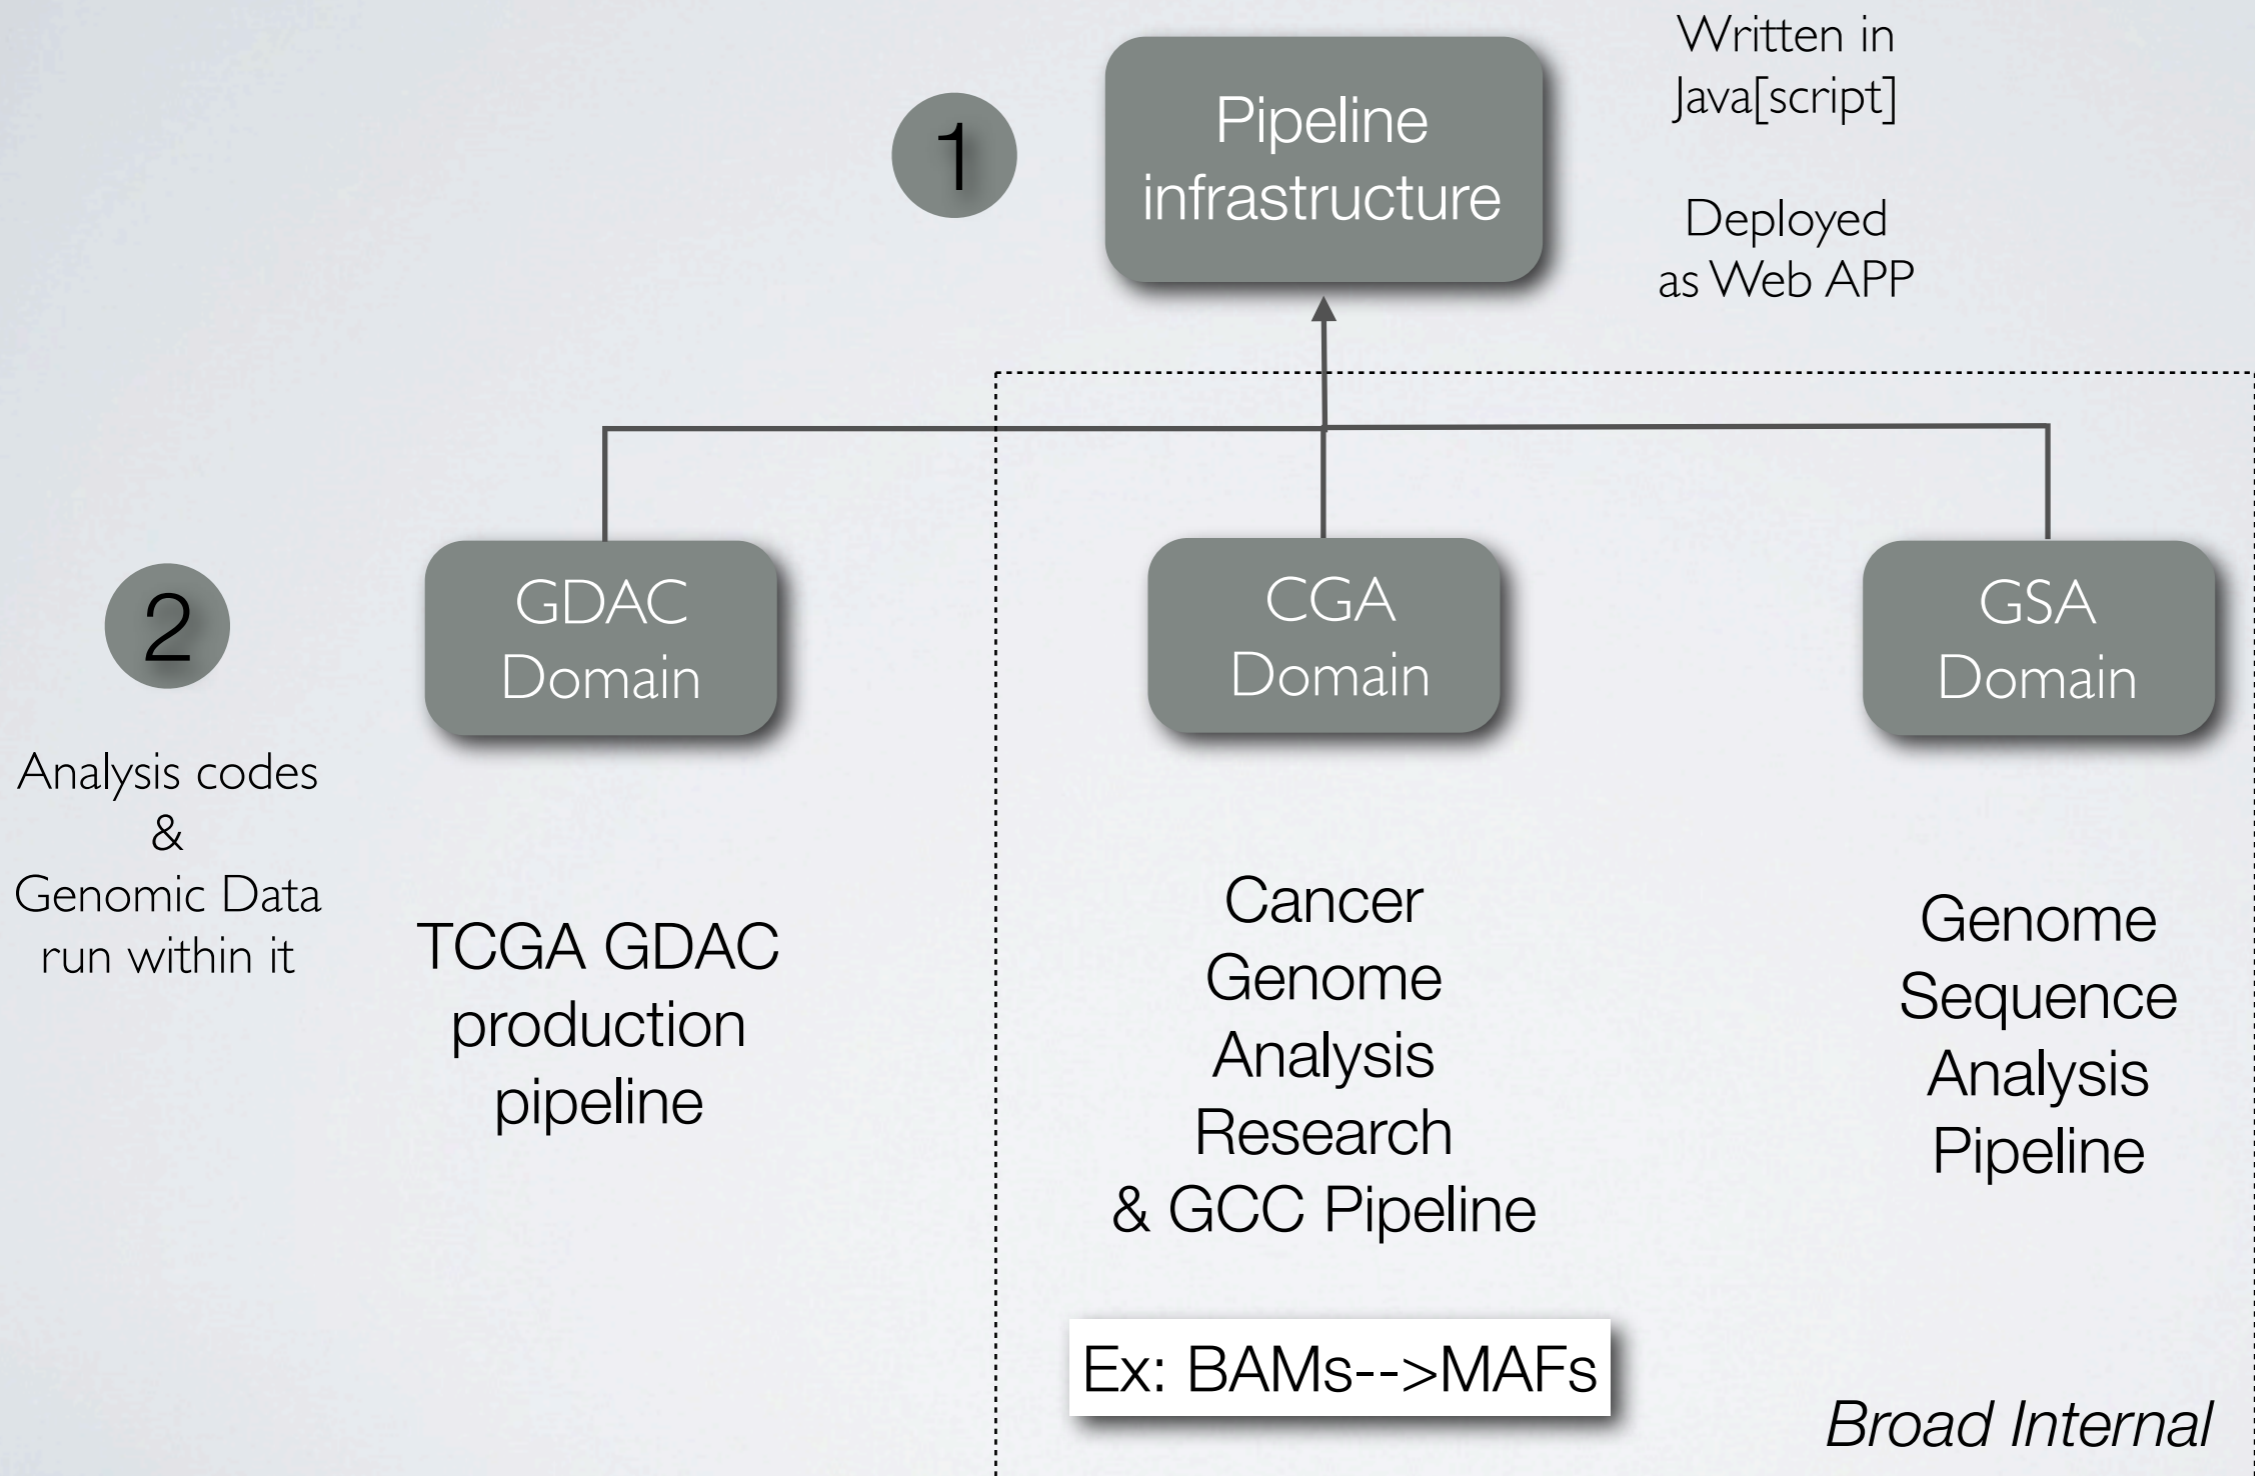 1
Pipeline
infrastructure
Written in
Java[script]
Deployed
as Web APP
2
Analysis codes
&
Genomic Data
run within it
GDAC
Domain
TCGA GDAC
production
pipeline
CGA
Domain
Cancer
Genome
Analysis
Research
& GCC Pipeline
Ex: BAMs-->MAFs
GSA
Domain
Genome
Sequence
Analysis
Pipeline
Broad Internal